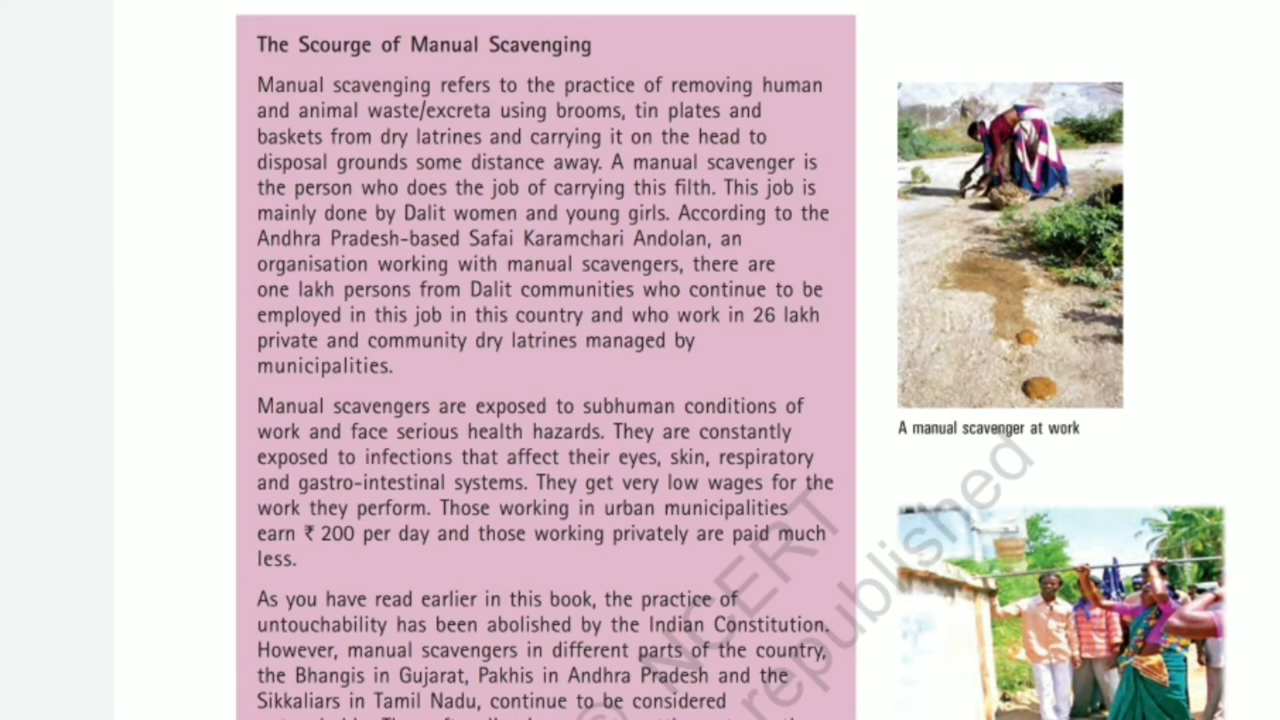 The Scourge of Manual Scavenging
Manual scavenging refers to the practice of removing human
and animal waste/excreta using brooms, tin plates and
baskets from dry latrines and carrying it on the head to
disposal grounds some distance away. A manual scavenger is
the person who does the job of carrying this filth. This job is
mainly done by Dalit women and young girls. According to the
Andhra Pradesh-based Safai Karamchari Andolan, an
organisation working with manual scavengers, there are
one lakh persons from Dalit communities who continue to be
employed in this job in this country and who work in 26 lakh
private and community dry latrines managed by
municipalities.
Manual scavengers are exposed to subhuman conditions of
work and face serious health hazards. They are constantly
exposed to infections that affect their eyes, skin, respiratory
and gastro-intestinal systems. They get very low wages for the
work they perform. Those working in urban municipalities
earn ₹ 200 per day and those working privately are paid much
less.
As you have read earlier in this book, the practice of
untouchability has been abolished by the Indian Constitution.
However, manual scavengers in different parts of the country,
the Bhangis in Gujarat, Pakhis in Andhra Pradesh and the
Sikkaliars in Tamil Nadu, continue to be considered
A manual scavenger at work
© NCERT
republished